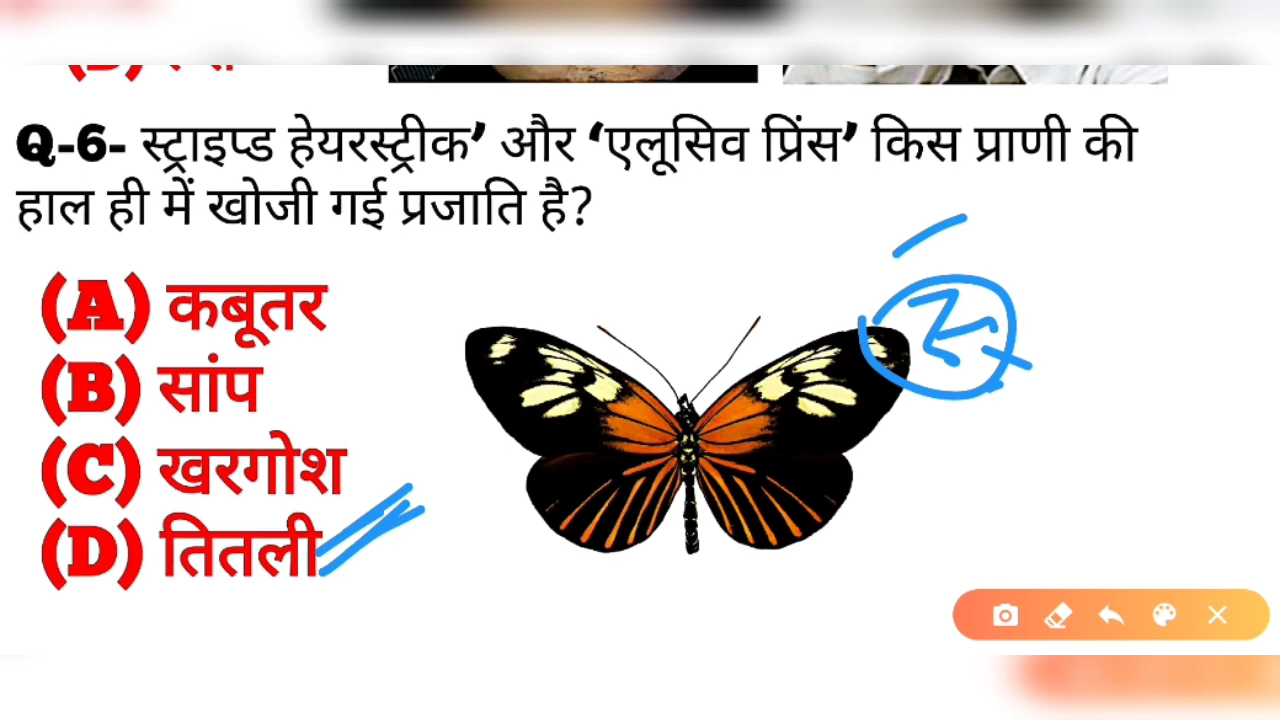 Q-6- स्ट्राइप्ड हेयरस्ट्रीक’ और ‘एलूसिव प्रिंस’ किस प्राणी की
हाल ही में खोजी गई प्रजाति है?
(A) कबूतर
(B) सांप
(C) खरगोश
(D) तितली